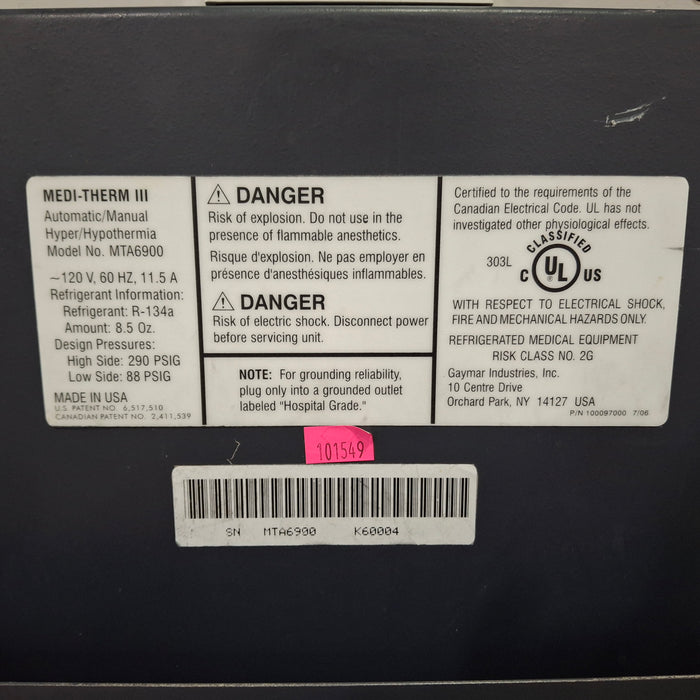 MEDI-THERM III
Automatic/Manual
Hyper/Hypothermia
Model No. MTA6900
~120 V, 60 HZ, 11.5 A
Refrigerant Information:
Refrigerant: R-134a
Amount: 8.5 Oz.
Design Pressures:
High Side: 290 PSIG
Low Side: 88 PSIG
MADE IN USA
U.S. PATENT NO. 6,517,510
CANADIAN PATENT NO. 2,411,539
⚠ DANGER
Risk of explosion. Do not use in the
presence of flammable anesthetics.
Risque d'explosion. Ne pas employer en
présence d'anesthésiques inflammables.
⚠ DANGER
Risk of electric shock. Disconnect power
before servicing unit.
NOTE: For grounding reliability,
plug only into a grounded outlet
labeled "Hospital Grade."
Certified to the requirements of the
Canadian Electrical Code. UL has not
investigated other physiological effects.
CLASSIFIED
303L
C UL US
WITH RESPECT TO ELECTRICAL SHOCK,
FIRE AND MECHANICAL HAZARDS ONLY.
REFRIGERATED MEDICAL EQUIPMENT
RISK CLASS NO. 2G
Gaymar Industries, Inc.
10 Centre Drive
Orchard Park, NY 14127 USA
P/N 100097000 7/06
101549
SN MTA6900 K60004